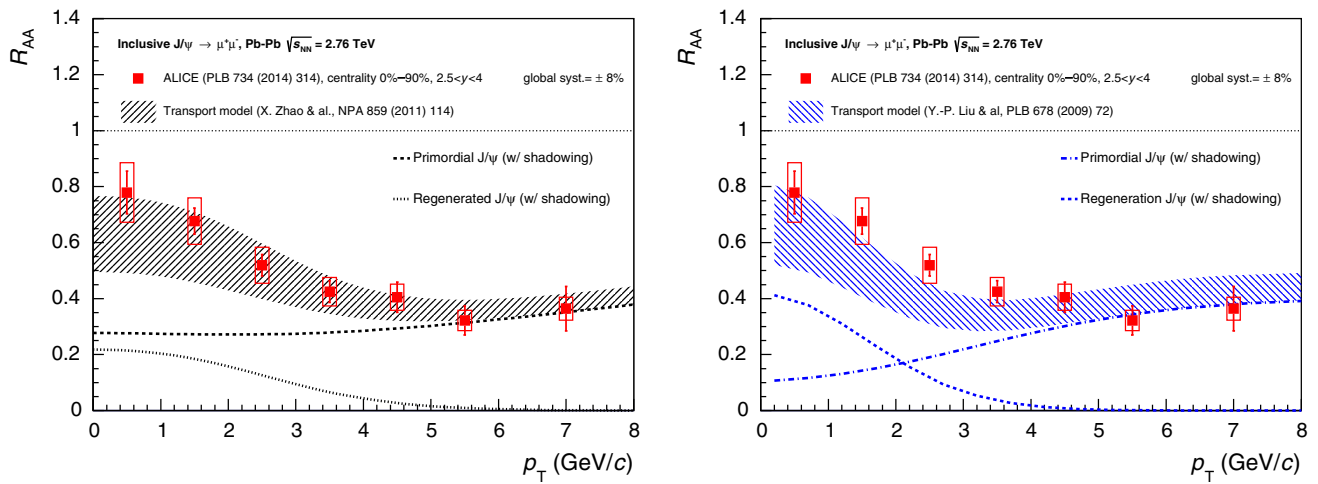 R_AA
1.4
1.2
1
0.8
0.6
0.4
0.2
0
Inclusive J/ψ → μ⁺μ⁻, Pb-Pb √s_NN = 2.76 TeV
ALICE (PLB 734 (2014) 314), centrality 0%−90%, 2.5<y<4 global syst.= ± 8%
Transport model (X. Zhao & al., NPA 859 (2011) 114)
Primordial J/ψ (w/ shadowing)
Regenerated J/ψ (w/ shadowing)
0 1 2 3 4 5 6 7 8
p_T (GeV/c)
R_AA
1.4
1.2
1
0.8
0.6
0.4
0.2
0
Inclusive J/ψ → μ⁺μ⁻, Pb-Pb √s_NN = 2.76 TeV
ALICE (PLB 734 (2014) 314), centrality 0%−90%, 2.5<y<4 global syst.= ± 8%
Transport model (Y.-P. Liu & al, PLB 678 (2009) 72)
Primordial J/ψ (w/ shadowing)
Regeneration J/ψ (w/ shadowing)
0 1 2 3 4 5 6 7 8
p_T (GeV/c)